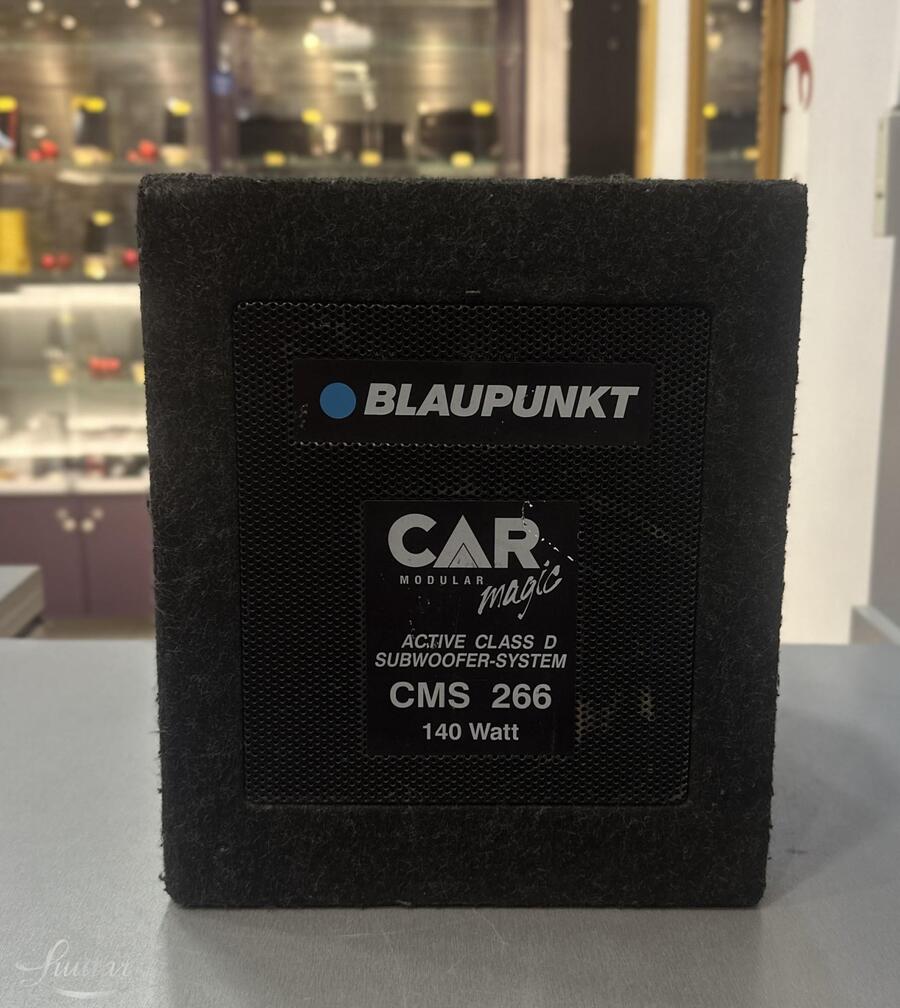 BLAUPUNKT
CAR
MODULAR
magic
ACTIVE CLASS D
SUBWOOFER-SYSTEM
CMS 266
140 Watt